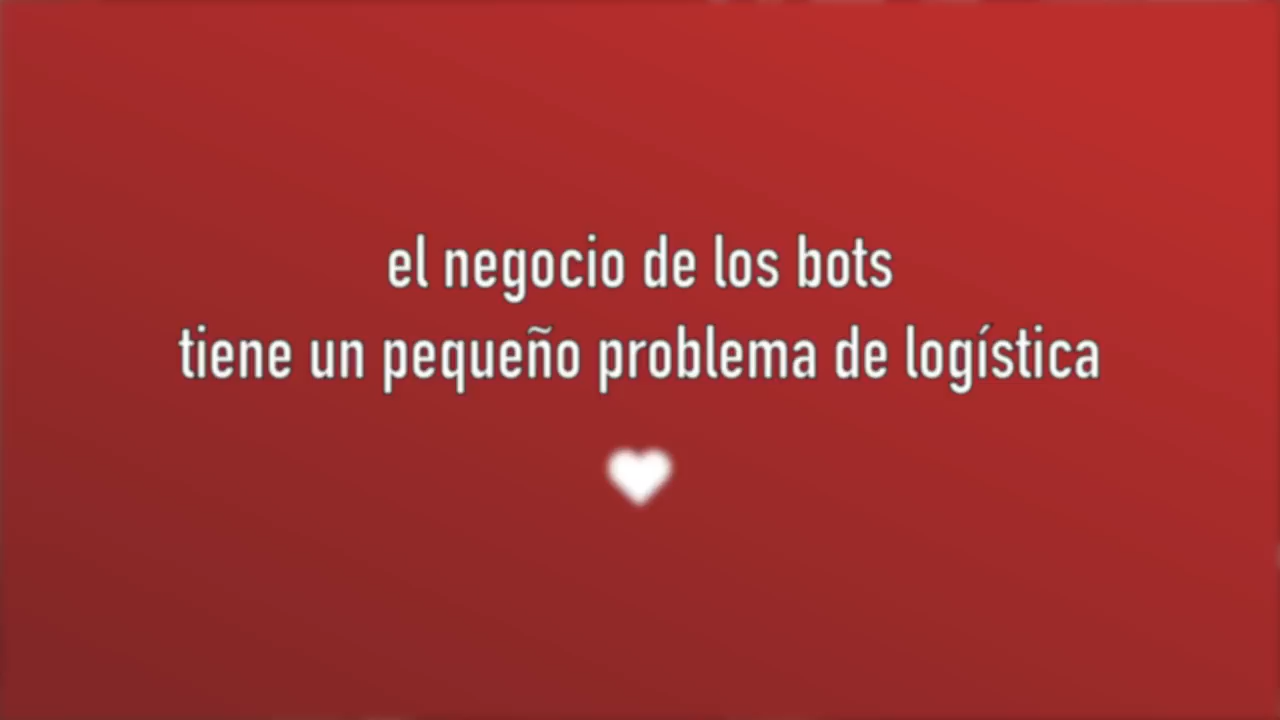 el negocio de los bots
tiene un pequeño problema de logística